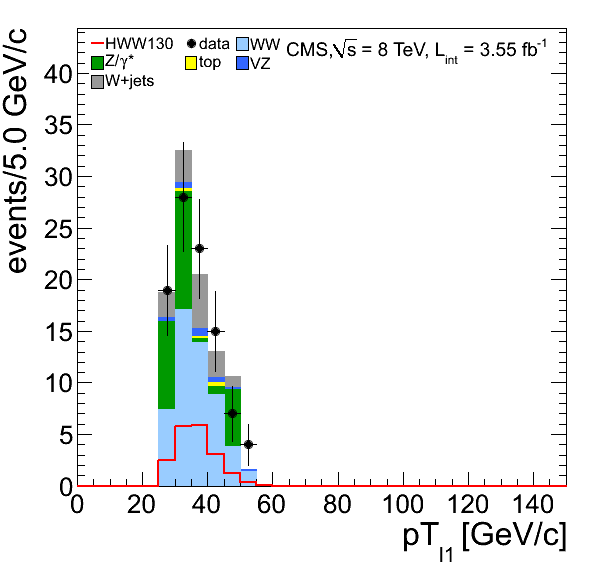 HWW130 data WW CMS,√s = 8 TeV, L_int = 3.55 fb⁻¹
Z/γ* top VZ
W+jets
events/5.0 GeV/c
40
35
30
25
20
15
10
5
0
0 20 40 60 80 100 120 140
pT_l1 [GeV/c]